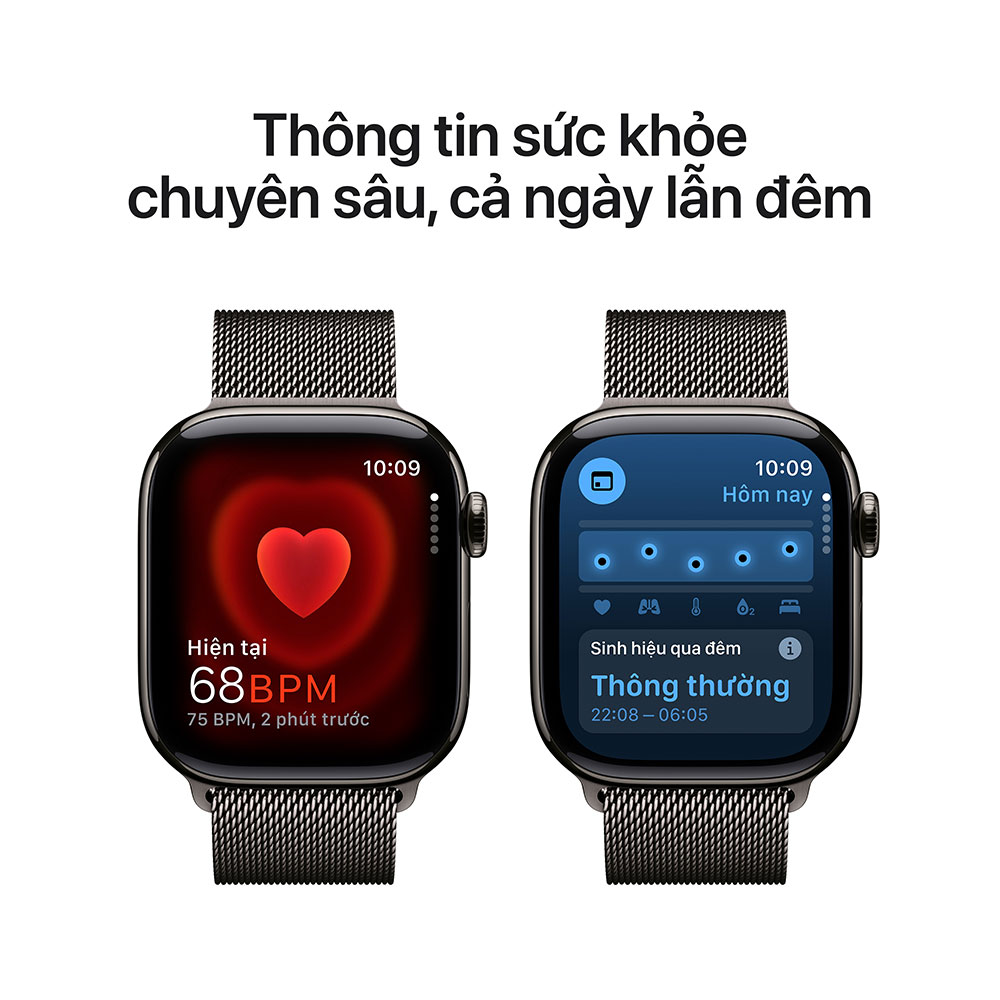 Thông tin sức khỏe
chuyên sâu, cả ngày lẫn đêm
10:09
Hiện tại
68BPM
75 BPM, 2 phút trước
10:09
Hôm nay
O₂
Sinh hiệu qua đêm
i
Thông thường
22:08 – 06:05